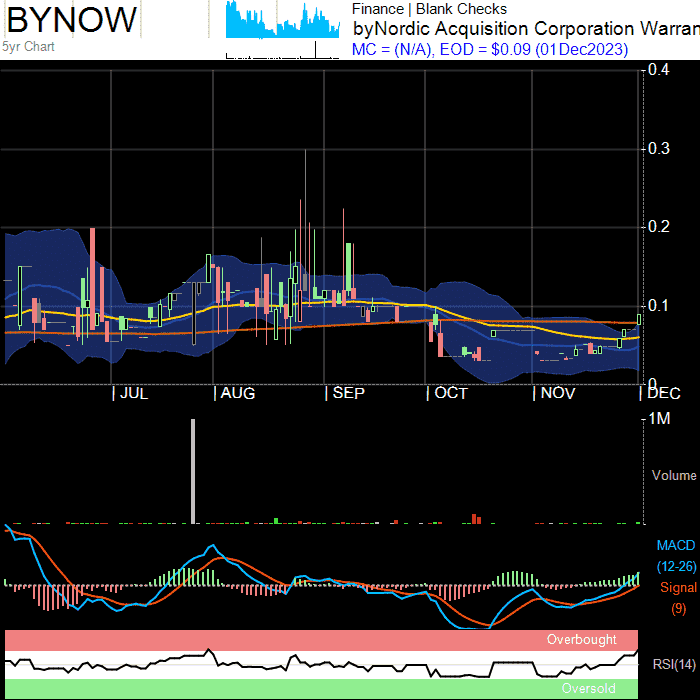 BYNOW
5yr Chart
Finance | Blank Checks
byNordic Acquisition Corporation Warran
MC = (N/A), EOD = $0.09 (01Dec2023)
0.4
0.3
0.2
0.1
0
JUL AUG SEP OCT NOV DEC
1M
Volume
MACD
(12-26)
Signal
(9)
Overbought
RSI(14)
Oversold